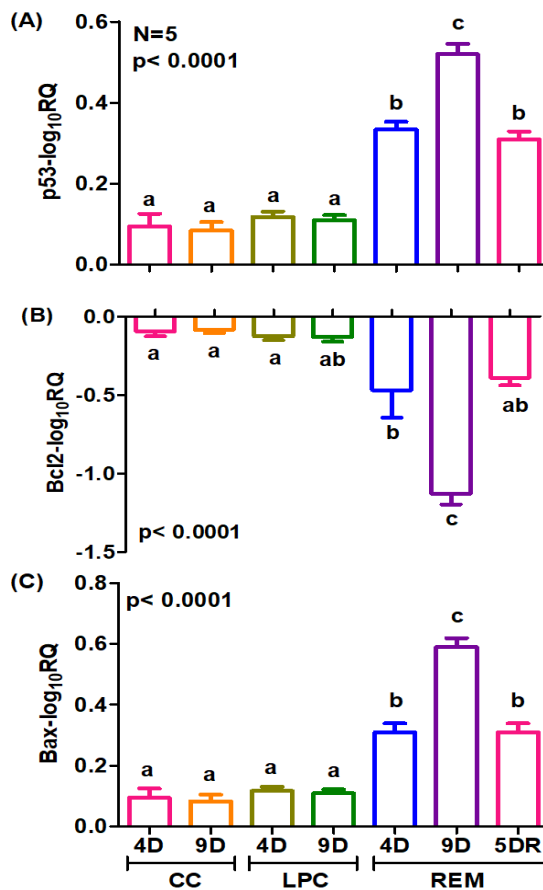 (A)
N=5
p< 0.0001
p53-log10RQ
0.6
0.4
0.2
0.0
a a a a b c b
(B)
Bcl2-log10RQ
0.0
-0.5
-1.0
-1.5
a a a ab b c ab
p< 0.0001
(C)
p< 0.0001
Bax-log10RQ
0.8
0.6
0.4
0.2
0.0
a a a a b c b
4D 9D 4D 9D 4D 9D 5DR
CC LPC REM